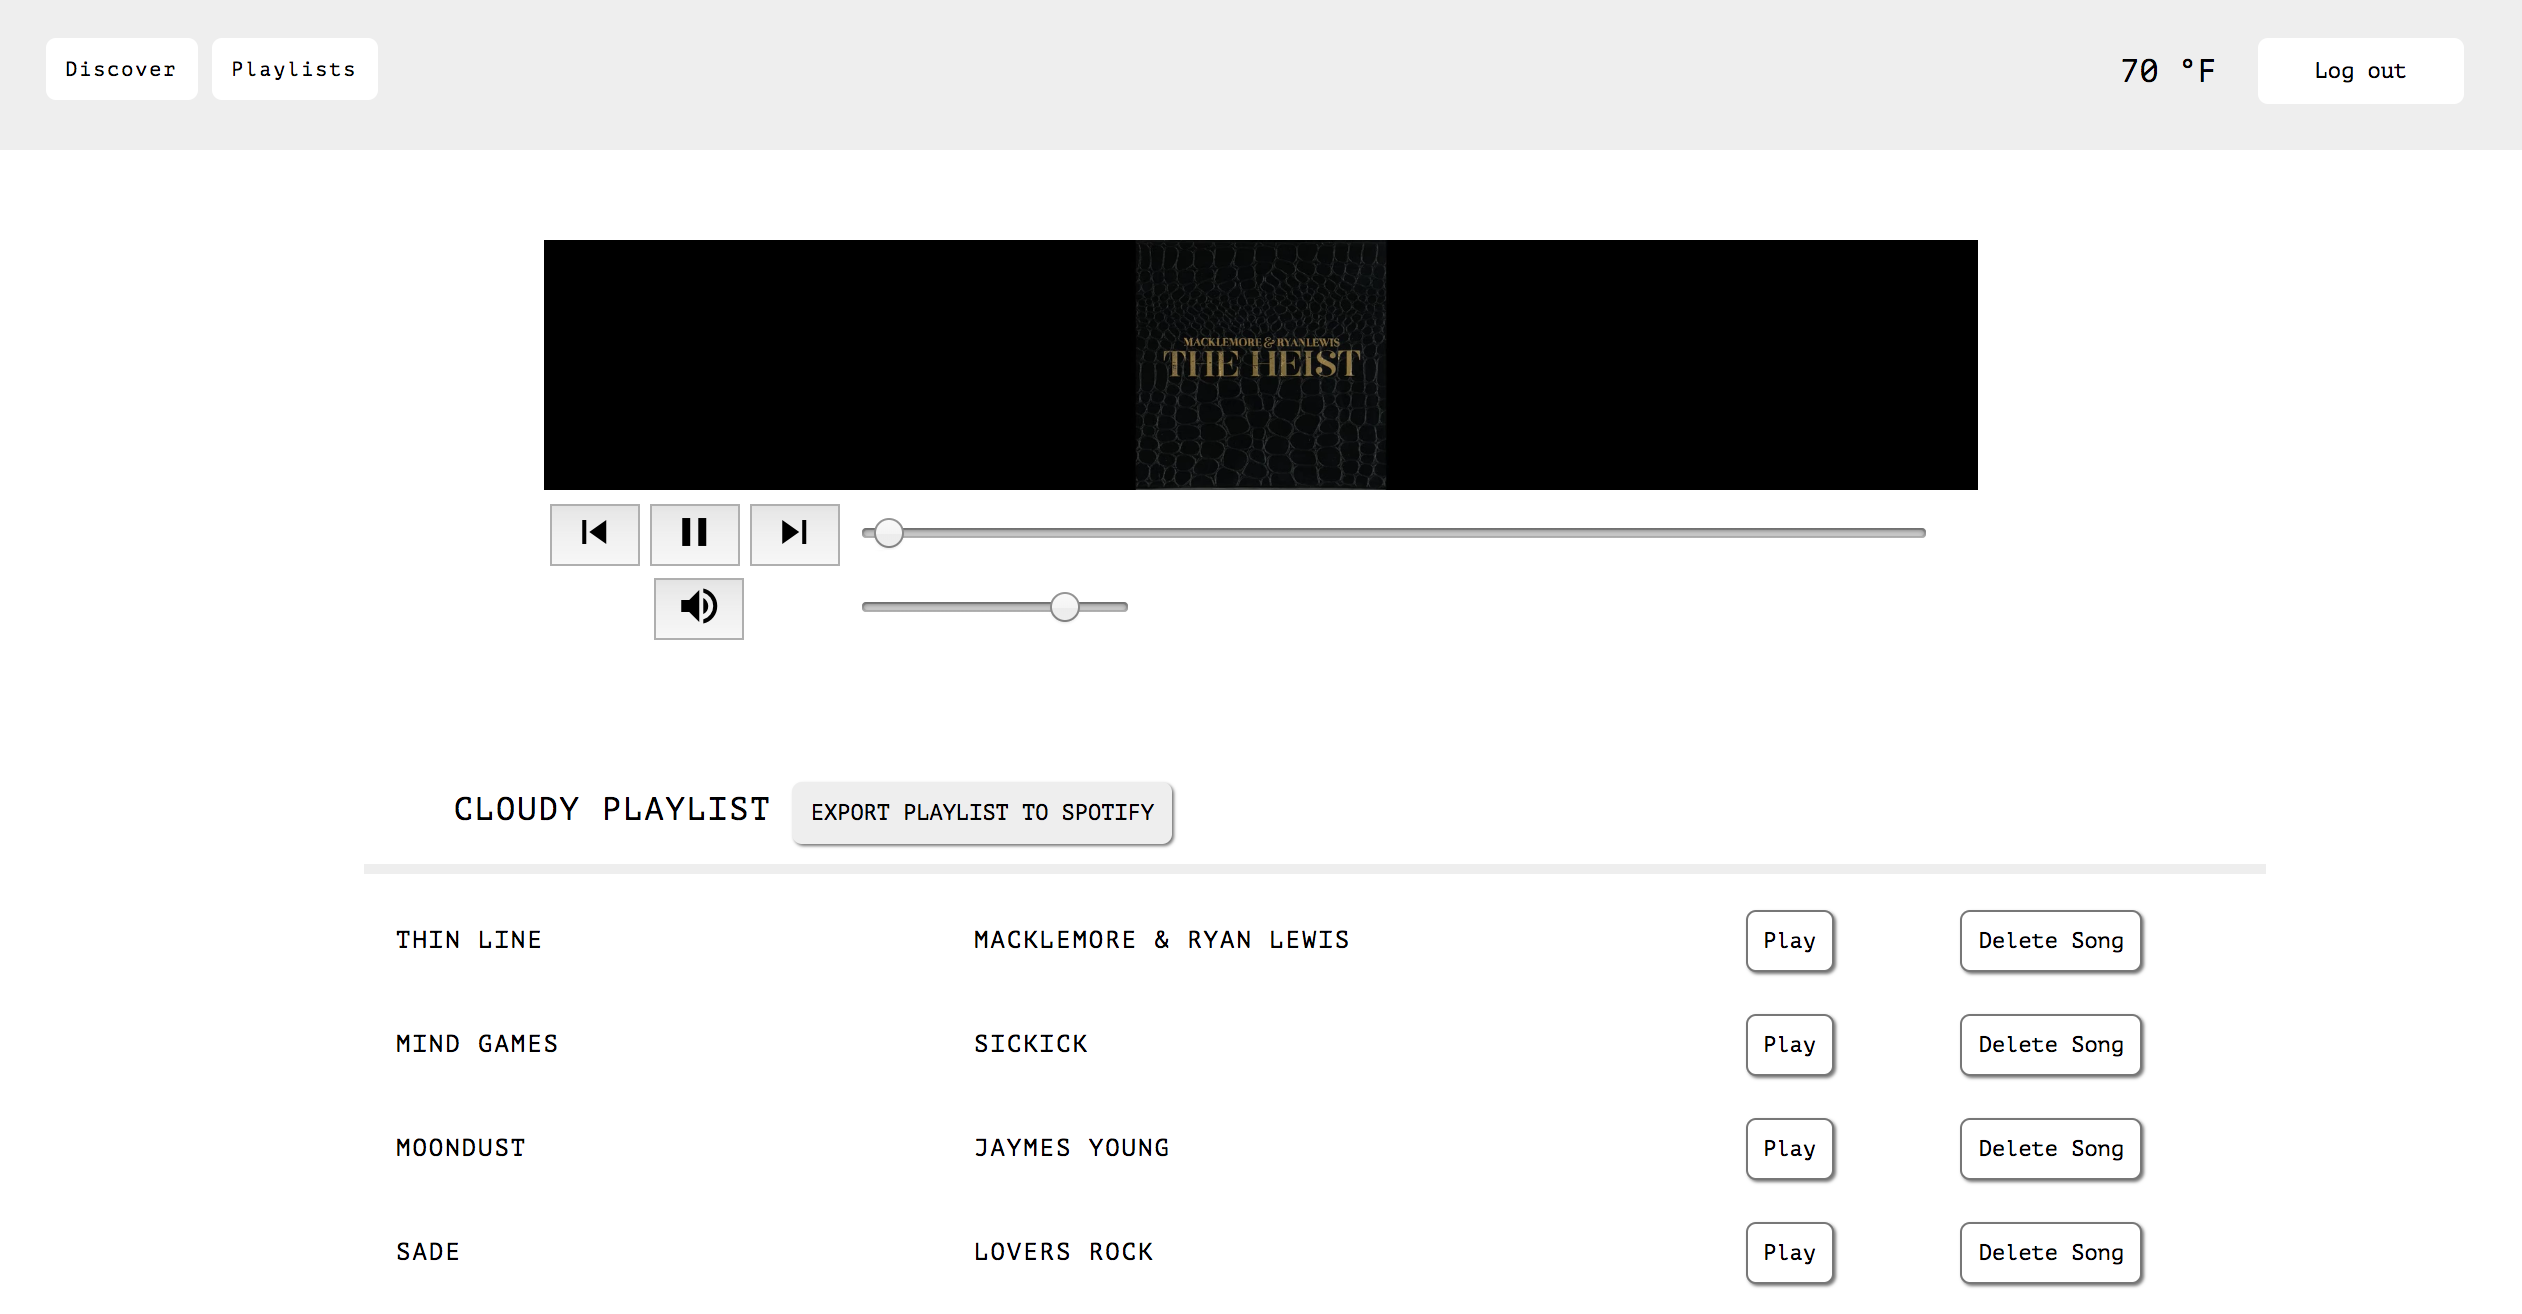 Discover Playlists 70 °F Log out
MACKLEMORE & RYAN LEWIS
THE HEIST
CLOUDY PLAYLIST EXPORT PLAYLIST TO SPOTIFY
THIN LINE MACKLEMORE & RYAN LEWIS Play Delete Song
MIND GAMES SICKICK Play Delete Song
MOONDUST JAYMES YOUNG Play Delete Song
SADE LOVERS ROCK Play Delete Song